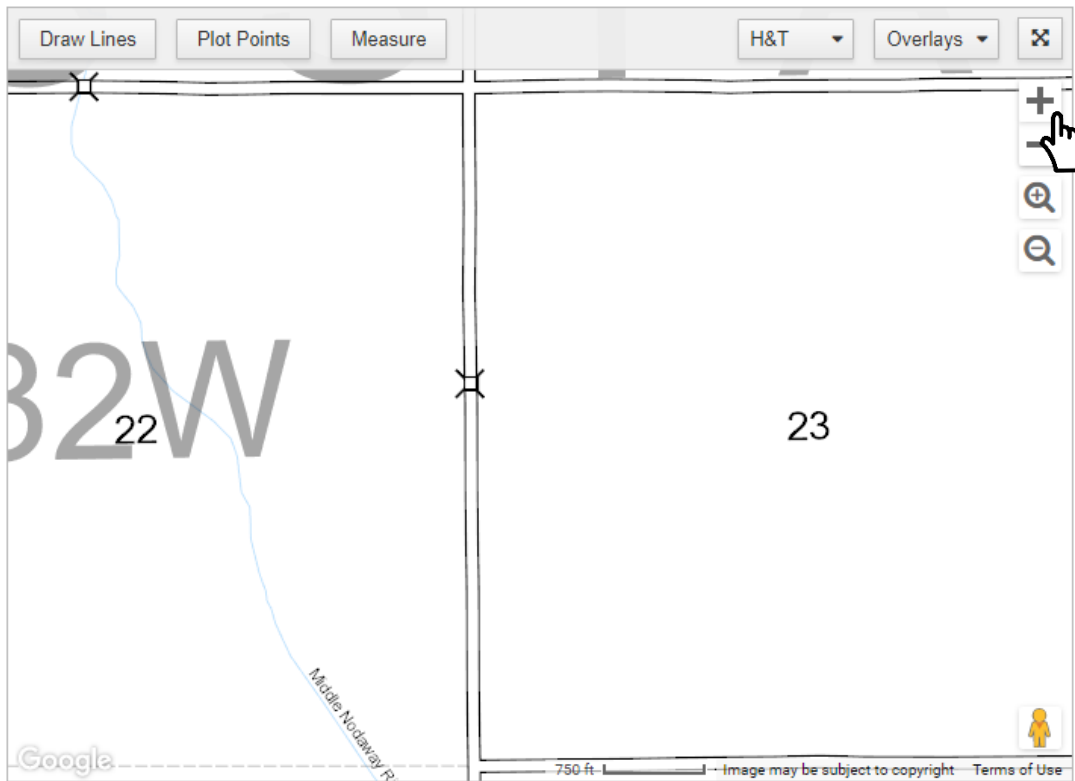 Draw Lines
Plot Points
Measure
H&T
Overlays
32W
22
23
Middle Nodaway Ri
Google
750 ft
Image may be subject to copyright
Terms of Use